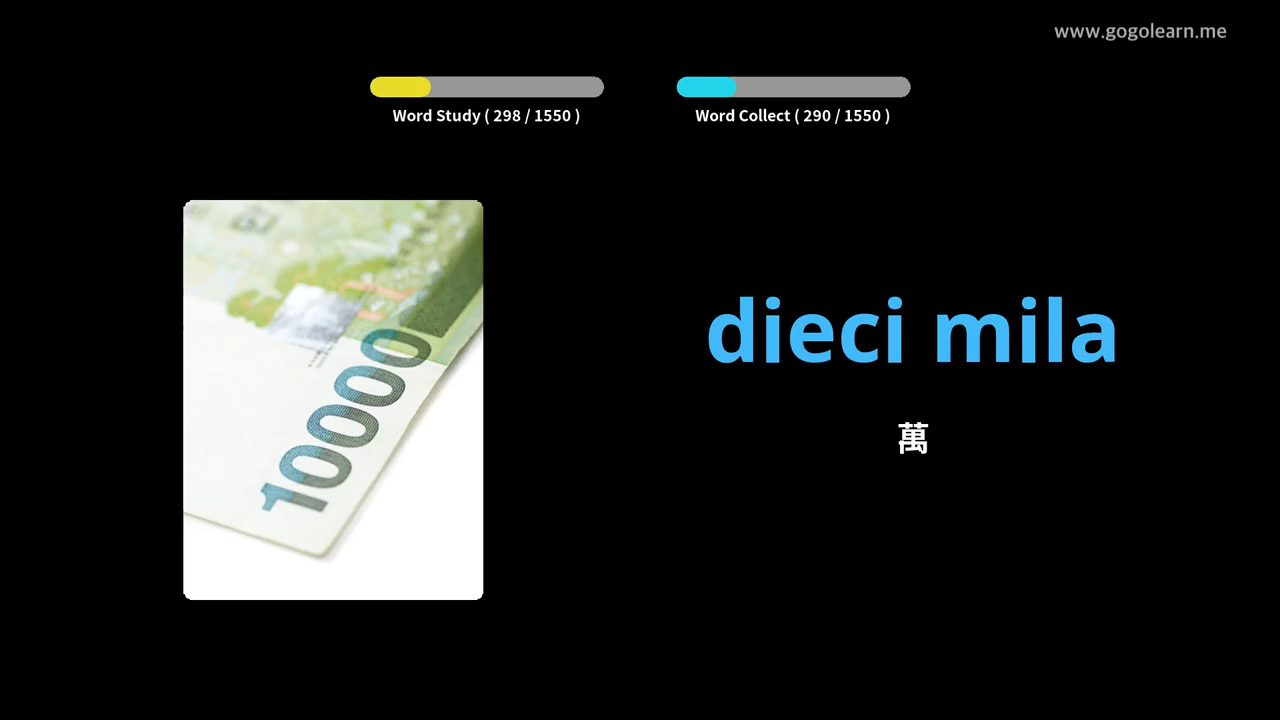 www.gogolearn.me
Word Study ( 298 / 1550 )
Word Collect ( 290 / 1550 )
10000
dieci mila
萬